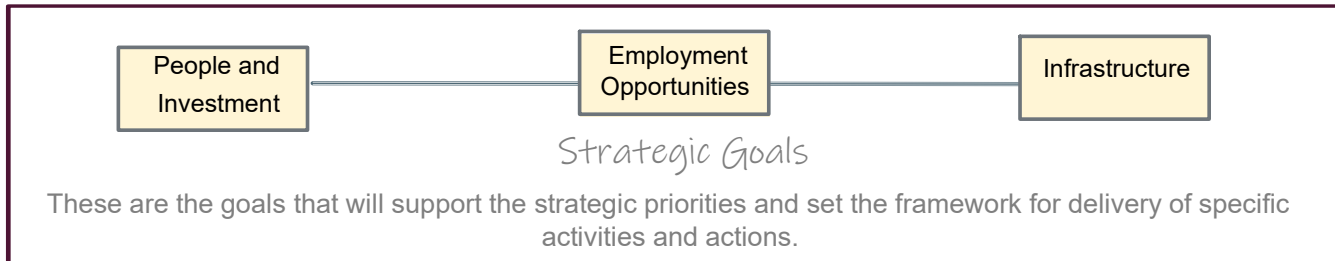 People and
Investment
Employment
Opportunities
Infrastructure
Strategic Goals
These are the goals that will support the strategic priorities and set the framework for delivery of specific
activities and actions.